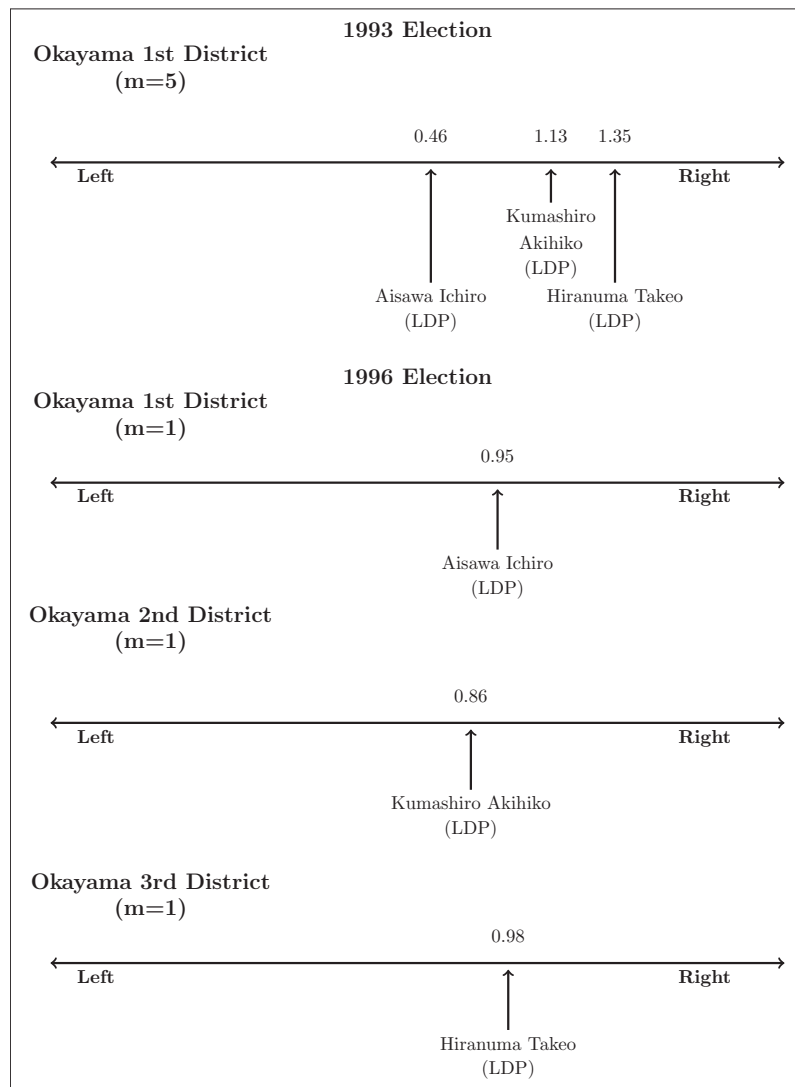 1993 Election
Okayama 1st District
(m=5)
0.46
1.13
1.35
Left
Right
Kumashiro
Akihiko
(LDP)
Aisawa Ichiro
(LDP)
Hiranuma Takeo
(LDP)
1996 Election
Okayama 1st District
(m=1)
0.95
Left
Right
Aisawa Ichiro
(LDP)
Okayama 2nd District
(m=1)
0.86
Left
Right
Kumashiro Akihiko
(LDP)
Okayama 3rd District
(m=1)
0.98
Left
Right
Hiranuma Takeo
(LDP)